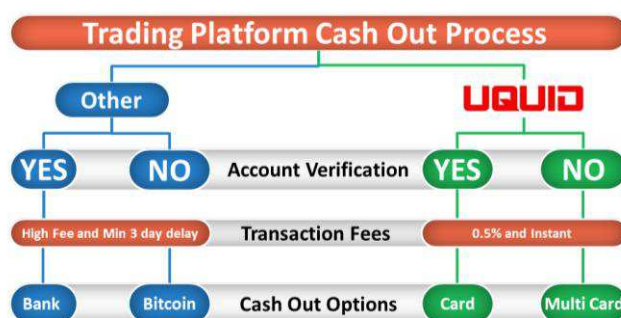 Trading Platform Cash Out Process
Other
UQUID
YES NO Account Verification YES NO
High Fee and Min 3 day delay Transaction Fees 0.5% and Instant
Bank Bitcoin Cash Out Options Card Multi Card